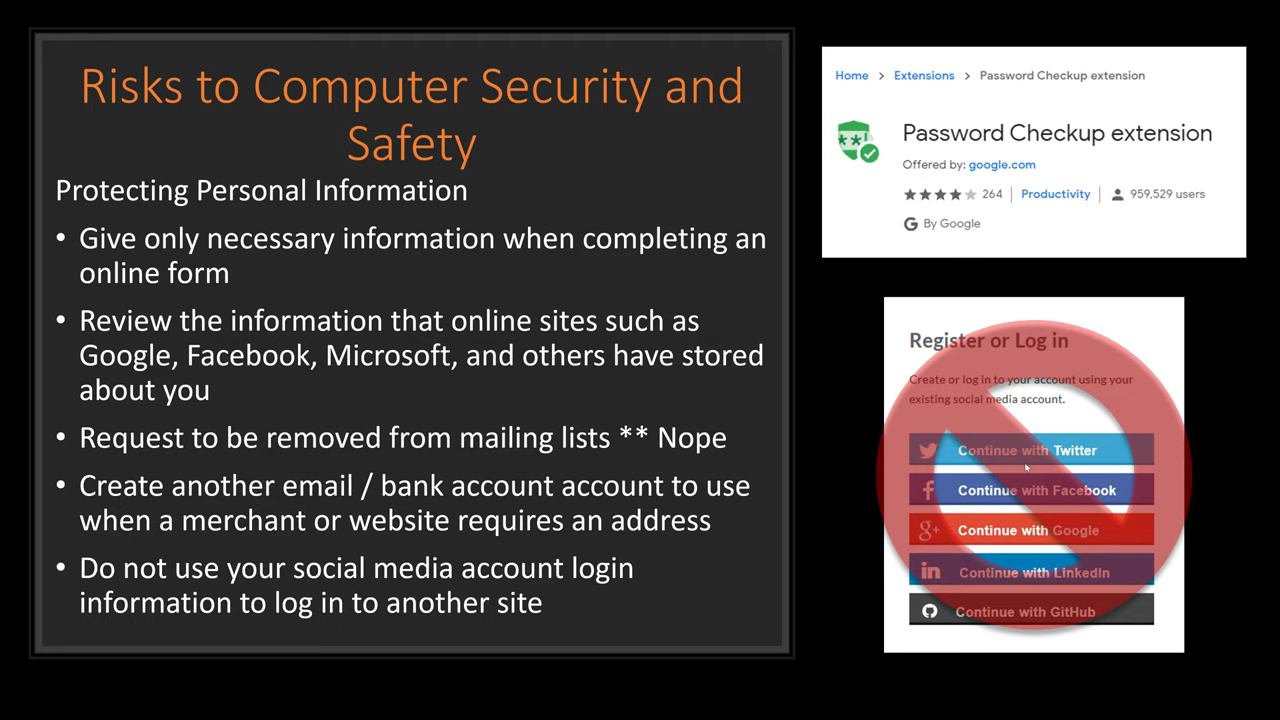 Risks to Computer Security and
Safety
Protecting Personal Information
• Give only necessary information when completing an
online form
• Review the information that online sites such as
Google, Facebook, Microsoft, and others have stored
about you
• Request to be removed from mailing lists ** Nope
• Create another email / bank account account to use
when a merchant or website requires an address
• Do not use your social media account login
information to log in to another site
Home > Extensions > Password Checkup extension
Password Checkup extension
Offered by: google.com
264 | Productivity | 959,529 users
By Google
Register or Log in
Create or log in to your account using your
existing social media account.
Continue with Twitter
Continue with Facebook
Continue with Google
Continue with LinkedIn
Continue with GitHub